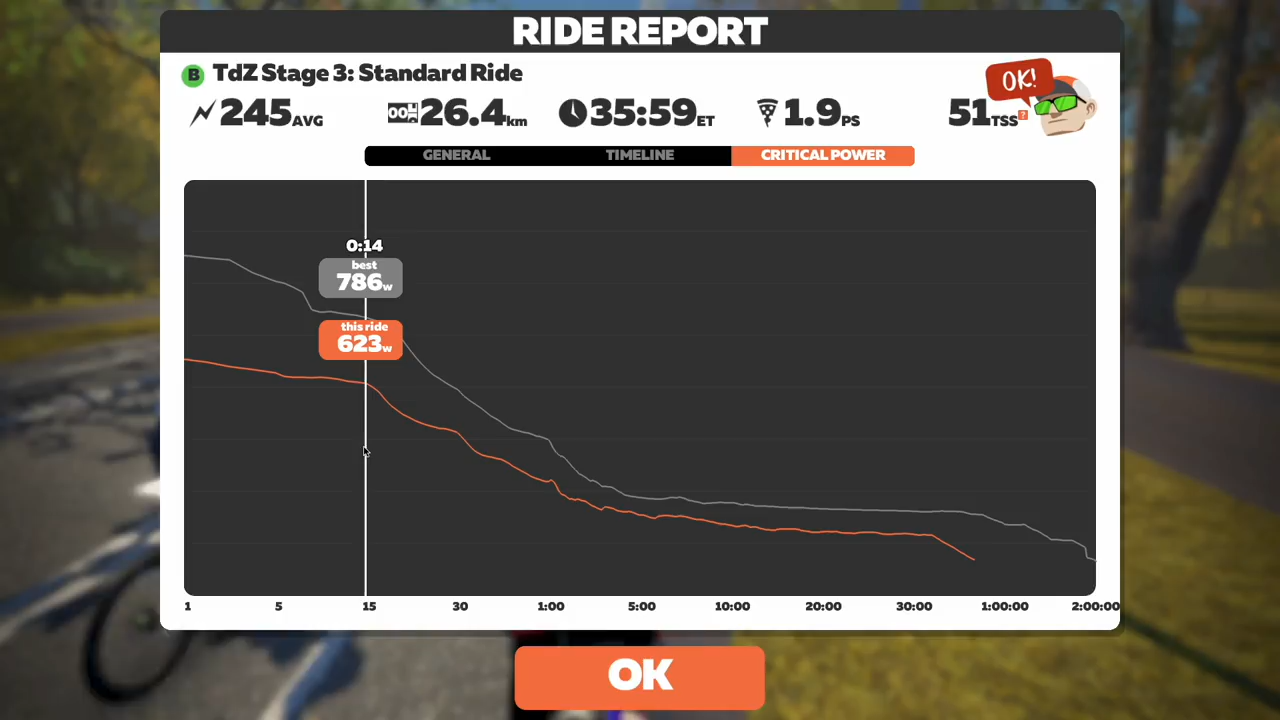 RIDE REPORT
B TdZ Stage 3: Standard Ride
OK!
245AVG 26.4km 35:59ET 1.9PS 51TSS?
GENERAL TIMELINE CRITICAL POWER
0:14
best
786w
this ride
623w
1 5 15 30 1:00 5:00 10:00 20:00 30:00 1:00:00 2:00:00
OK